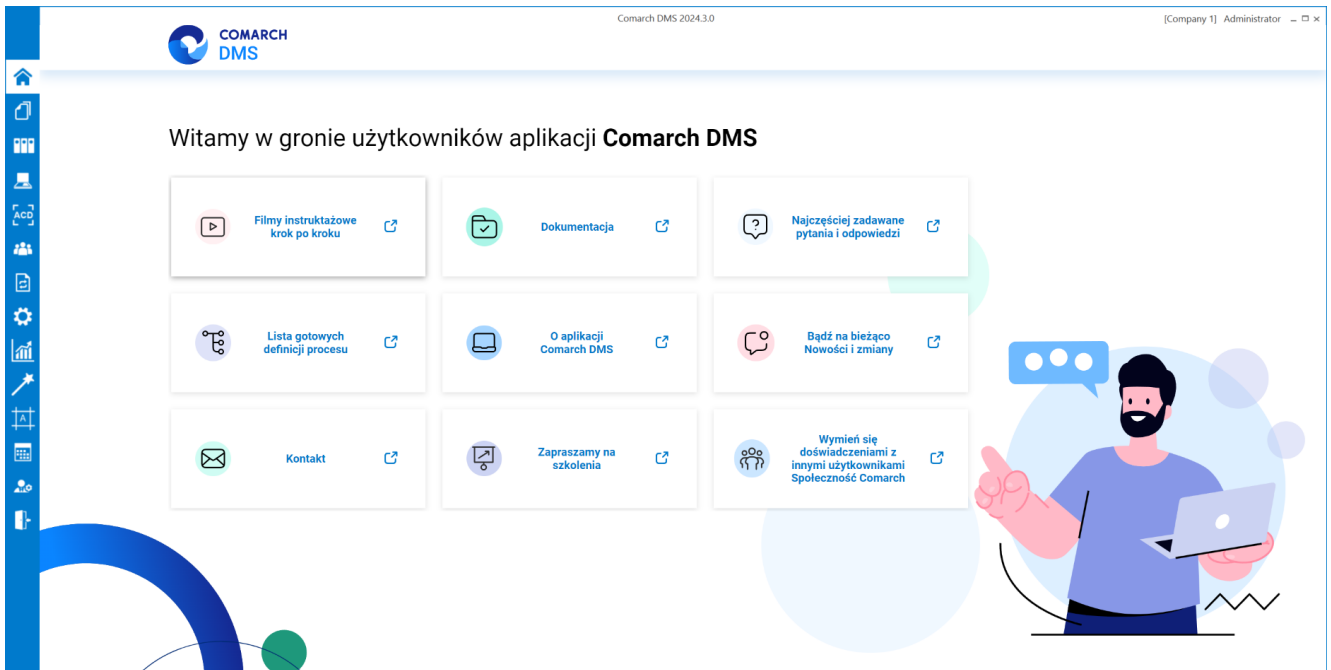 Comarch DMS 2024.3.0
[Company 1] Administrator
COMARCH
DMS
ACD
A
Witamy w gronie użytkowników aplikacji Comarch DMS
Filmy instruktażowe
krok po kroku
Dokumentacja
Najczęściej zadawane
pytania i odpowiedzi
Lista gotowych
definicji procesu
O aplikacji
Comarch DMS
Bądź na bieżąco
Nowości i zmiany
Kontakt
Zapraszamy na
szkolenia
Wymień się
doświadczeniami z
innymi użytkownikami
Społeczność Comarch